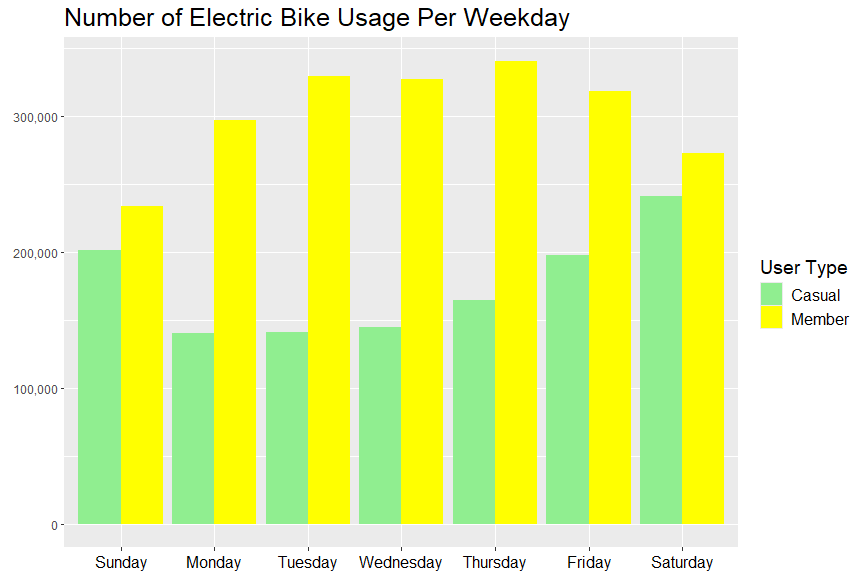 Number of Electric Bike Usage Per Weekday
300,000
200,000
100,000
0
Sunday Monday Tuesday Wednesday Thursday Friday Saturday
User Type
Casual
Member